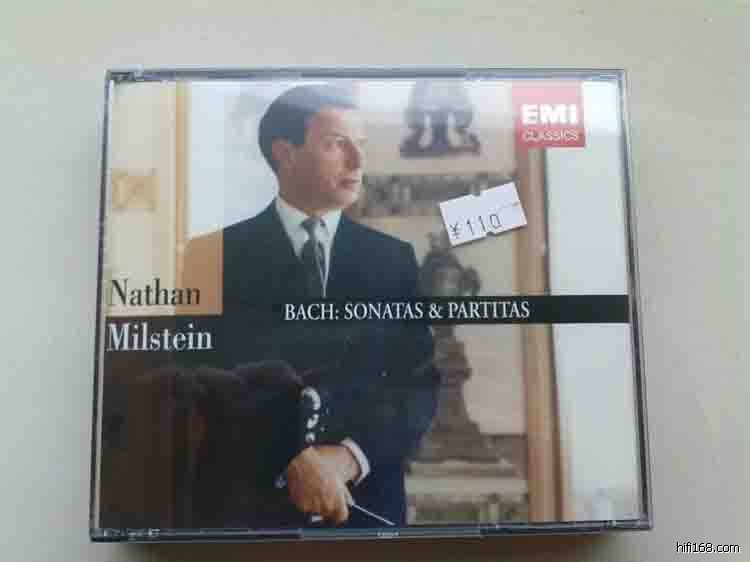 EMI
CLASSICS
¥110
Nathan
Milstein
BACH: SONATAS & PARTITAS
hifi168.com